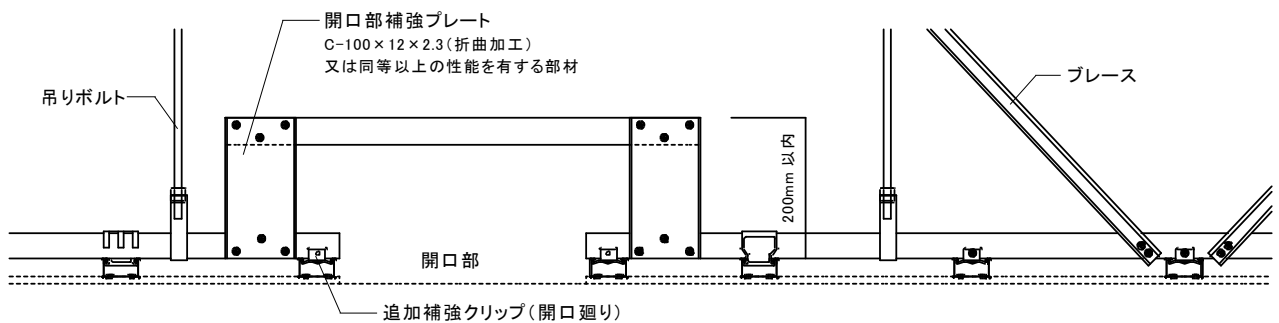 開口部補強プレート
C-100×12×2.3(折曲加工)
又は同等以上の性能を有する部材
吊りボルト
ブレース
200mm 以内
開口部
追加補強クリップ(開口廻り)